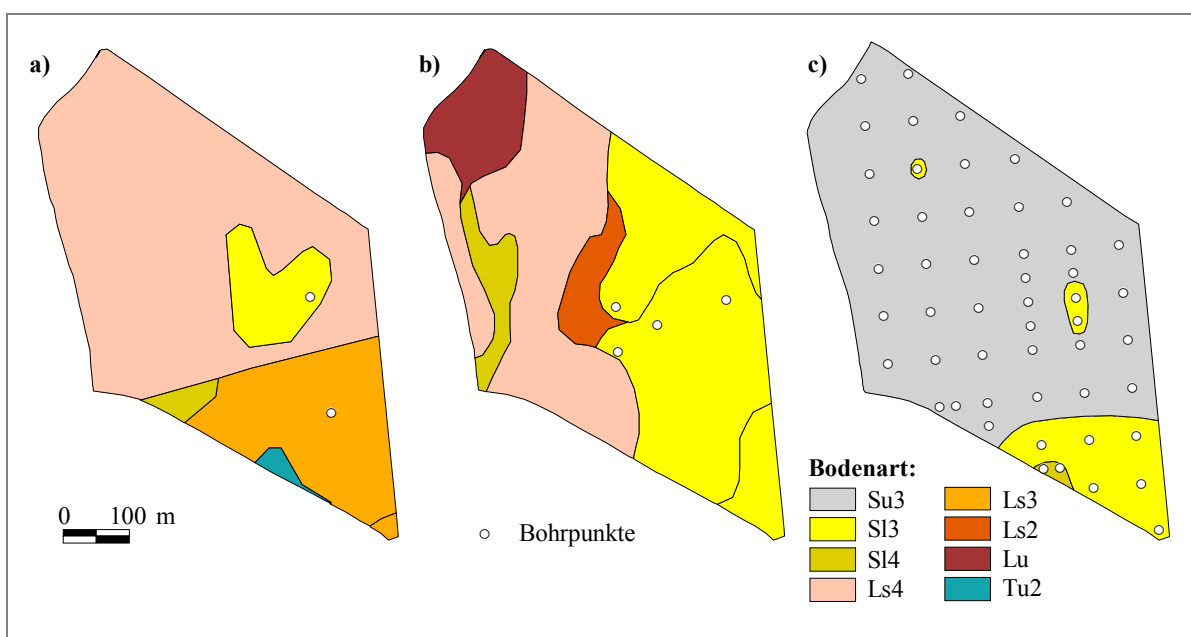 a)
b)
c)
0 100 m
Bohrpunkte
Bodenart:
Su3
Sl3
Sl4
Ls4
Ls3
Ls2
Lu
Tu2